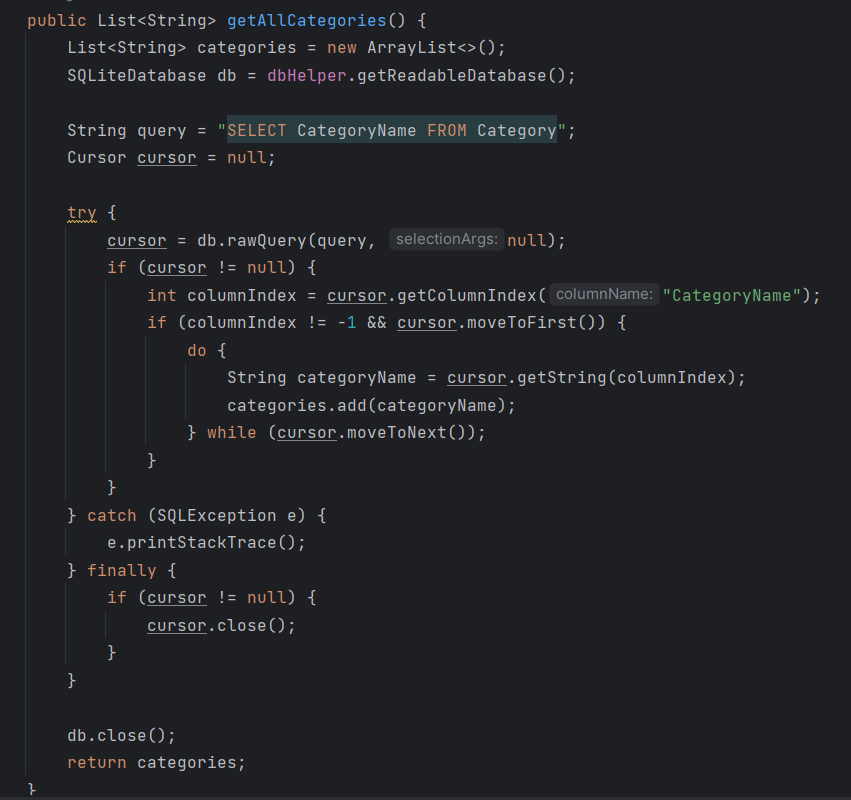 public List<String> getAllCategories() {
List<String> categories = new ArrayList<>();
SQLiteDatabase db = dbHelper.getReadableDatabase();
String query = "SELECT CategoryName FROM Category";
Cursor cursor = null;
try {
cursor = db.rawQuery(query, selectionArgs: null);
if (cursor != null) {
int columnIndex = cursor.getColumnIndex( columnName: "CategoryName");
if (columnIndex != -1 && cursor.moveToFirst()) {
do {
String categoryName = cursor.getString(columnIndex);
categories.add(categoryName);
} while (cursor.moveToNext());
}
}
} catch (SQLException e) {
e.printStackTrace();
} finally {
if (cursor != null) {
cursor.close();
}
}
db.close();
return categories;
}